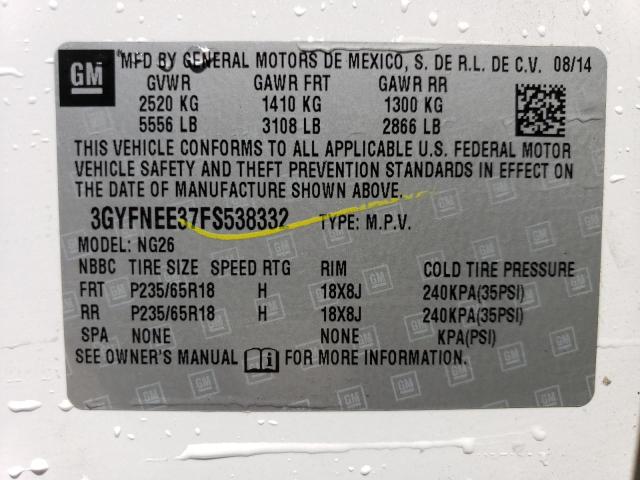 GM MFD BY GENERAL MOTORS DE MEXICO, S. DE R.L. DE C.V. 08/14
GVWR GAWR FRT GAWR RR
2520 KG 1410 KG 1300 KG
5556 LB 3108 LB 2866 LB
THIS VEHICLE CONFORMS TO ALL APPLICABLE U.S. FEDERAL MOTOR
VEHICLE SAFETY AND THEFT PREVENTION STANDARDS IN EFFECT ON
THE DATE OF MANUFACTURE SHOWN ABOVE.
3GYFNEE37FS538332 TYPE: M.P.V.
MODEL: NG26
NBBC TIRE SIZE SPEED RTG RIM COLD TIRE PRESSURE
FRT P235/65R18 H 18X8J 240KPA(35PSI)
RR P235/65R18 H 18X8J 240KPA(35PSI)
SPA NONE NONE KPA(PSI)
SEE OWNER'S MANUAL FOR MORE INFORMATION.